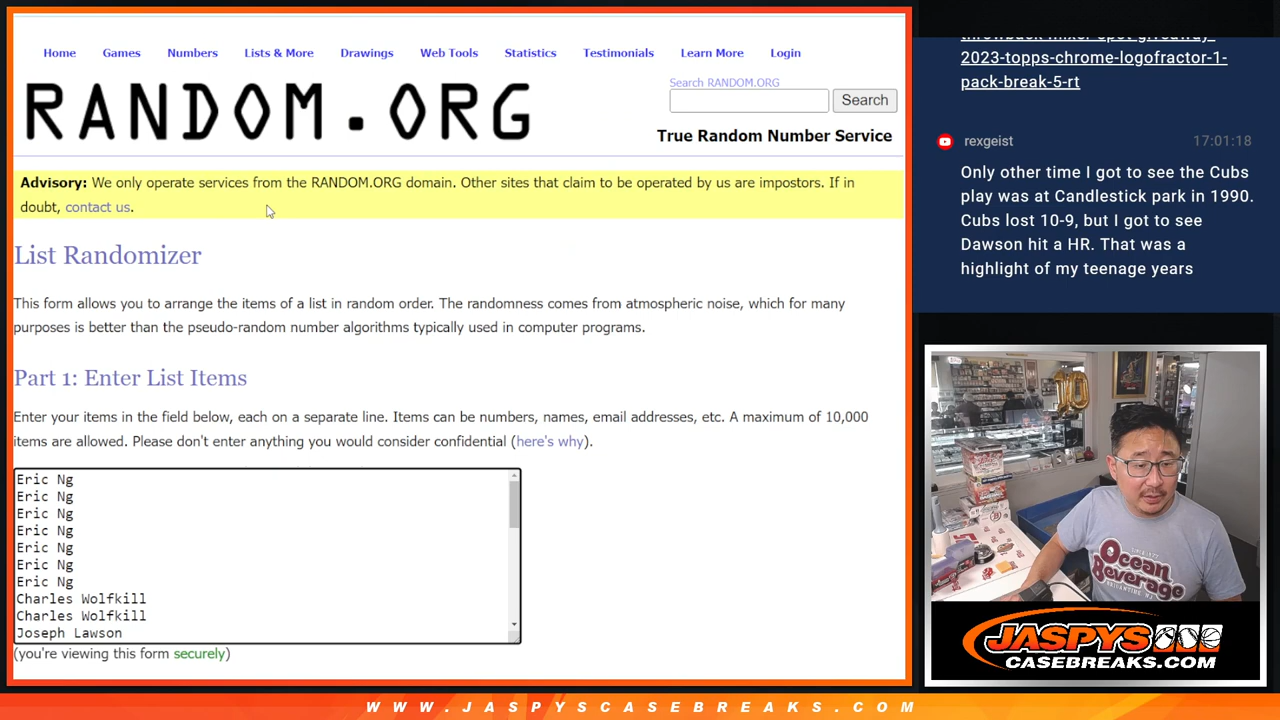 Home Games Numbers Lists & More Drawings Web Tools Statistics Testimonials Learn More Login
RANDOM.ORG
Search RANDOM.ORG
Search
True Random Number Service
Advisory: We only operate services from the RANDOM.ORG domain. Other sites that claim to be operated by us are impostors. If in
doubt, contact us.
List Randomizer
This form allows you to arrange the items of a list in random order. The randomness comes from atmospheric noise, which for many
purposes is better than the pseudo-random number algorithms typically used in computer programs.
Part 1: Enter List Items
Enter your items in the field below, each on a separate line. Items can be numbers, names, email addresses, etc. A maximum of 10,000
items are allowed. Please don't enter anything you would consider confidential (here's why).
Eric Ng
Eric Ng
Eric Ng
Eric Ng
Eric Ng
Eric Ng
Eric Ng
Charles Wolfkill
Charles Wolfkill
Joseph Lawson
(you're viewing this form securely)
throwback-mixer-spot-giveaway-
2023-topps-chrome-logofractor-1-
pack-break-5-rt
rexgeist 17:01:18
Only other time I got to see the Cubs
play was at Candlestick park in 1990.
Cubs lost 10-9, but I got to see
Dawson hit a HR. That was a
highlight of my teenage years
10
Ocean
Beverage
JASPYS
CASEBREAKS.COM
WWW.JASPYSCASEBREAKS.COM